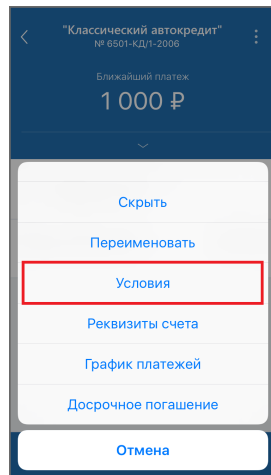 "Классический автокредит"
№ 6501-КД/1-2006
Ближайший платеж
1 000 ₽
Скрыть
Переименовать
Условия
Реквизиты счета
График платежей
Досрочное погашение
Отмена